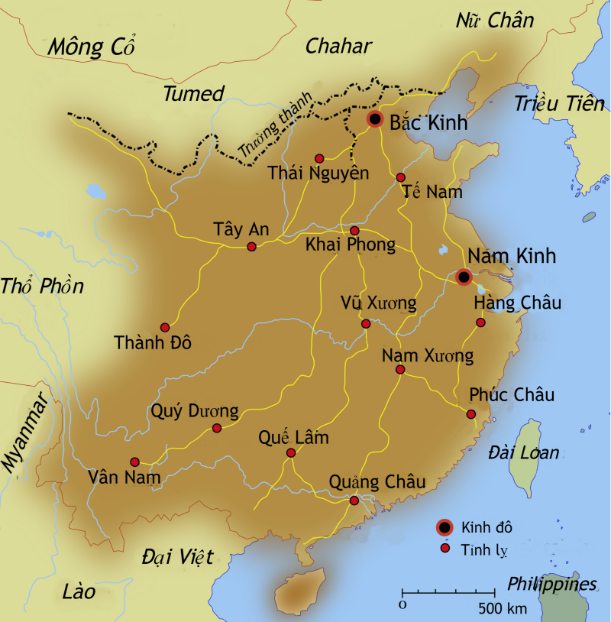 Nữ Chân
Mông Cổ
Chahar
Tumed
Triều Tiên
Trường thành
Bắc Kinh
Thái Nguyên
Tế Nam
Tây An
Khai Phong
Nam Kinh
Thổ Phồn
Vũ Xương
Hàng Châu
Thành Đô
Nam Xương
Phúc Châu
Quý Dương
Myanmar
Quế Lâm
Đài Loan
Vân Nam
Quảng Châu
Kinh đô
Tỉnh lỵ
Đại Việt
Lào
Philippines
0 500 km